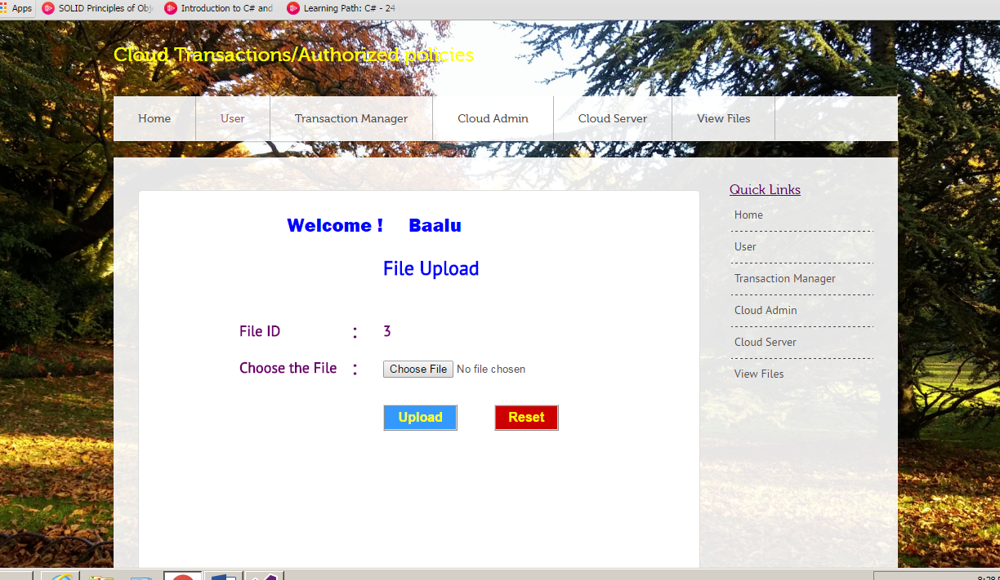 Apps SOLID Principles of Obj Introduction to C# and Learning Path: C# - 24
Cloud Transactions/Authorized policies
Home User Transaction Manager Cloud Admin Cloud Server View Files
Quick Links
Home
User
Transaction Manager
Cloud Admin
Cloud Server
View Files
Welcome ! Baalu
File Upload
File ID : 3
Choose the File : Choose File No file chosen
Upload Reset